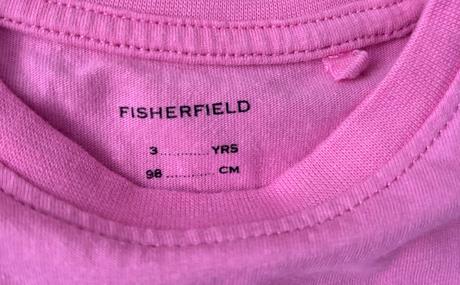 FISHERFIELD
3 .............. YRS
98 .............. CM